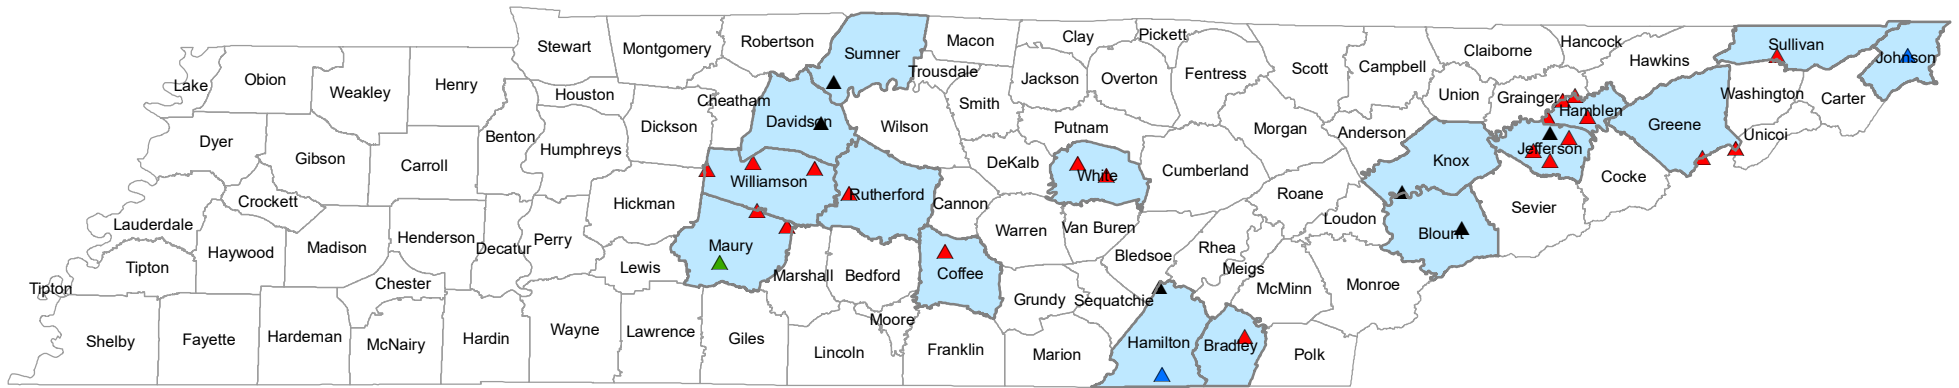 Stewart
Montgomery
Robertson
Sumner
Macon
Clay
Pickett
Claiborne
Hancock
Sullivan
Johnson
Lake
Obion
Weakley
Henry
Houston
Cheatham
Trousdale
Jackson
Overton
Fentress
Scott
Campbell
Union
Grainger
Hawkins
Washington
Carter
Dyer
Gibson
Carroll
Benton
Humphreys
Dickson
Davidson
Wilson
Smith
Putnam
Morgan
Anderson
Knox
Jefferson
Hamblen
Greene
Unicoi
Crockett
Williamson
Rutherford
DeKalb
White
Cumberland
Roane
Cocke
Lauderdale
Haywood
Madison
Henderson
Decatur
Perry
Hickman
Cannon
Warren
Van Buren
Loudon
Sevier
Tipton
Tipton
Chester
Lewis
Maury
Marshall
Bedford
Coffee
Bledsoe
Rhea
Meigs
Blount
Shelby
Fayette
Hardeman
McNairy
Hardin
Wayne
Lawrence
Giles
Moore
Lincoln
Franklin
Grundy
Sequatchie
Marion
Hamilton
Bradley
McMinn
Monroe
Polk